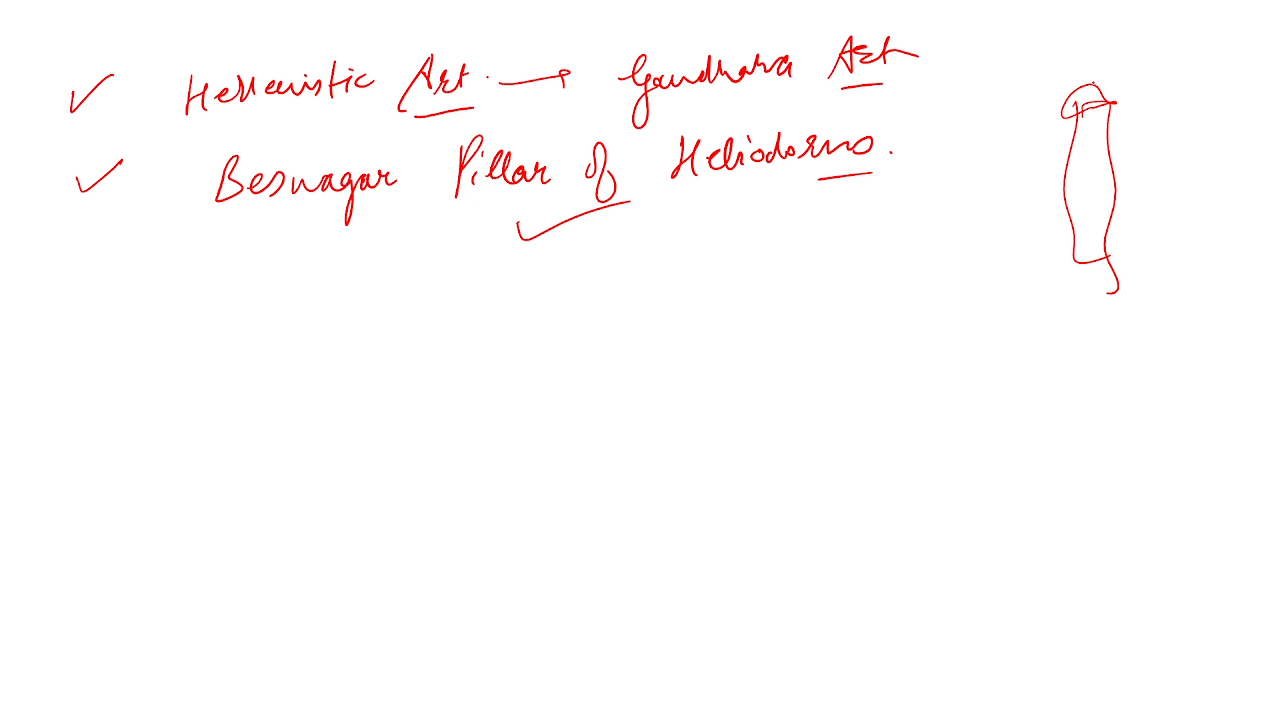 Hellenistic Art. → Gandhara Art
Besnagar Pillar of Heliodorus.